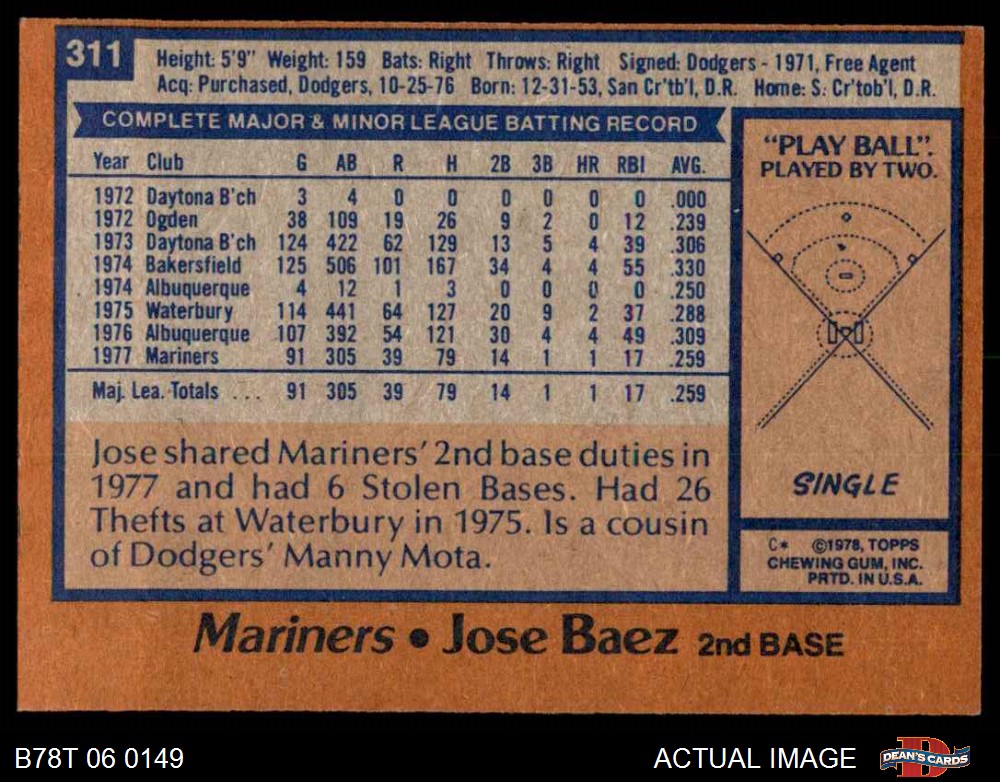 311
Height: 5'9" Weight: 159 Bats: Right Throws: Right Signed: Dodgers - 1971, Free Agent
Acq: Purchased, Dodgers, 10-25-76 Born: 12-31-53, San Cr'tb'l, D.R. Home: S. Cr'tob'l, D.R.
COMPLETE MAJOR & MINOR LEAGUE BATTING RECORD
Year Club G AB R H 2B 3B HR RBI AVG.
1972 Daytona B'ch 3 4 0 0 0 0 0 0 .000
1972 Ogden 38 109 19 26 9 2 0 12 .239
1973 Daytona B'ch 124 422 62 129 13 5 4 39 .306
1974 Bakersfield 125 506 101 167 34 4 4 55 .330
1974 Albuquerque 4 12 1 3 0 0 0 0 .250
1975 Waterbury 114 441 64 127 20 9 2 37 .288
1976 Albuquerque 107 392 54 121 30 4 4 49 .309
1977 Mariners 91 305 39 79 14 1 1 17 .259
Maj. Lea. Totals ... 91 305 39 79 14 1 1 17 .259
Jose shared Mariners' 2nd base duties in
1977 and had 6 Stolen Bases. Had 26
Thefts at Waterbury in 1975. Is a cousin
of Dodgers' Manny Mota.
"PLAY BALL".
PLAYED BY TWO.
SINGLE
C* ©1978, TOPPS
CHEWING GUM, INC.
PRTD. IN U.S.A.
Mariners • Jose Baez 2nd BASE
B78T 06 0149
ACTUAL IMAGE
DEAN'S CARDS